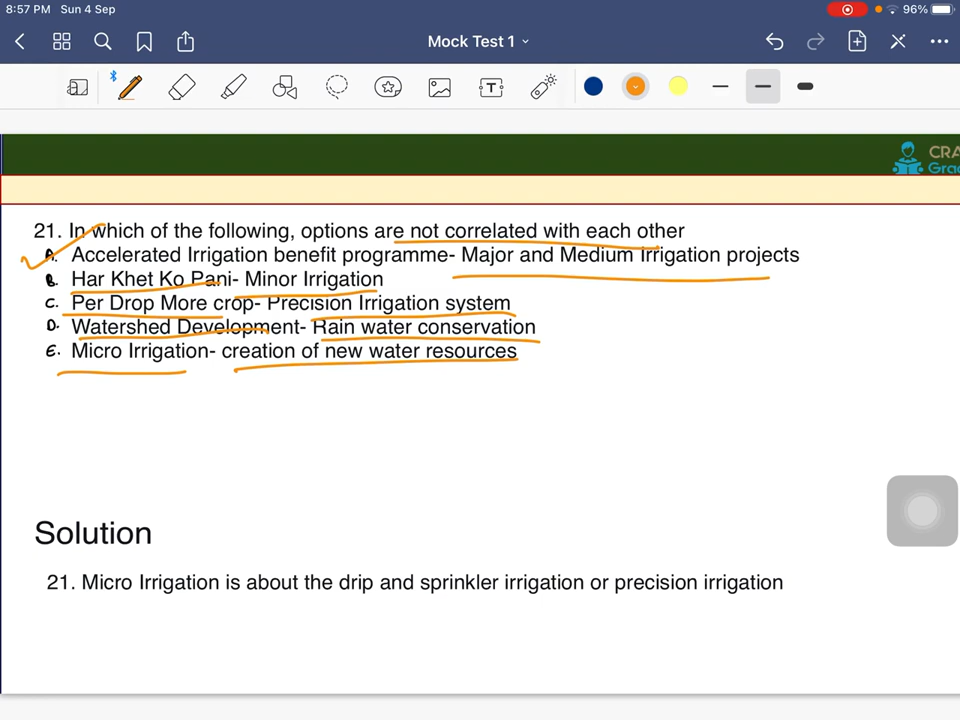 8:57 PM Sun 4 Sep
96%
Mock Test 1
T
CRA
Grad
21. In which of the following, options are not correlated with each other
A. Accelerated Irrigation benefit programme- Major and Medium Irrigation projects
B. Har Khet Ko Pani- Minor Irrigation
C. Per Drop More crop- Precision Irrigation system
D. Watershed Development- Rain water conservation
E. Micro Irrigation- creation of new water resources
Solution
21. Micro Irrigation is about the drip and sprinkler irrigation or precision irrigation